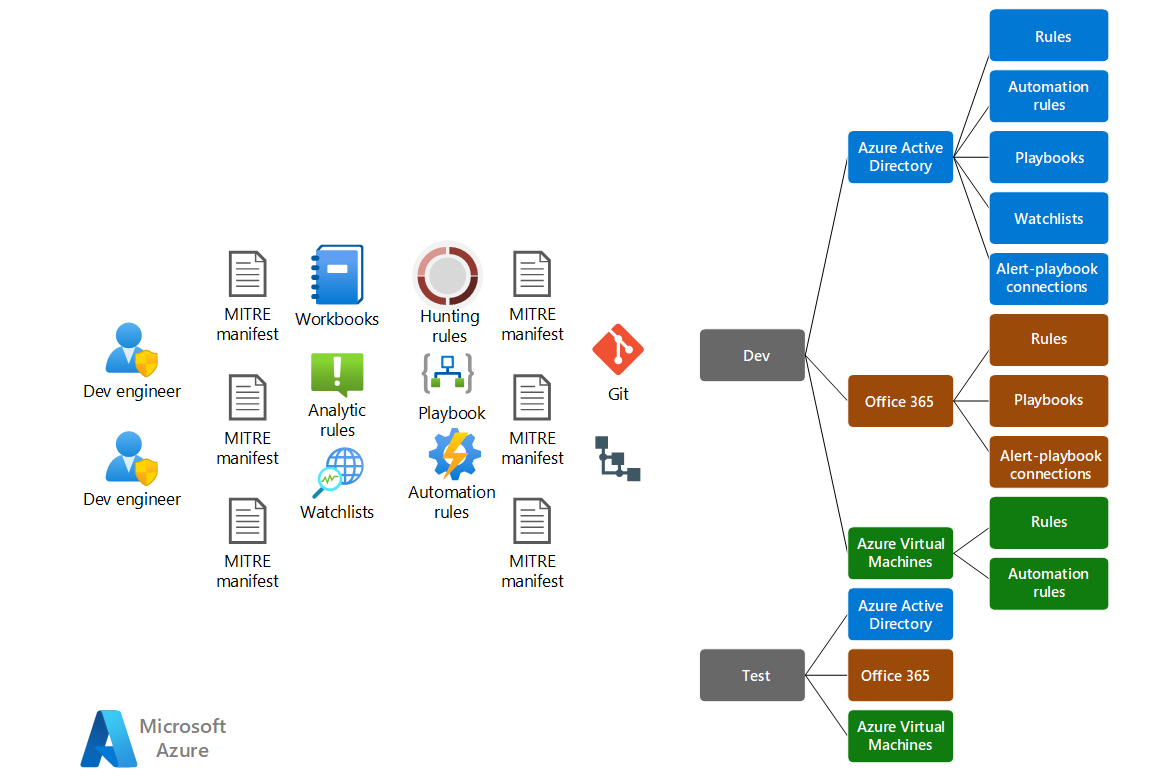 Dev engineer
Dev engineer
MITRE
manifest
MITRE
manifest
MITRE
manifest
Workbooks
Analytic
rules
Watchlists
Hunting
rules
Playbook
Automation
rules
MITRE
manifest
MITRE
manifest
MITRE
manifest
Git
Dev
Azure Active
Directory
Rules
Automation
rules
Playbooks
Watchlists
Alert-playbook
connections
Office 365
Rules
Playbooks
Alert-playbook
connections
Azure Virtual
Machines
Rules
Automation
rules
Test
Azure Active
Directory
Office 365
Azure Virtual
Machines
Microsoft
Azure